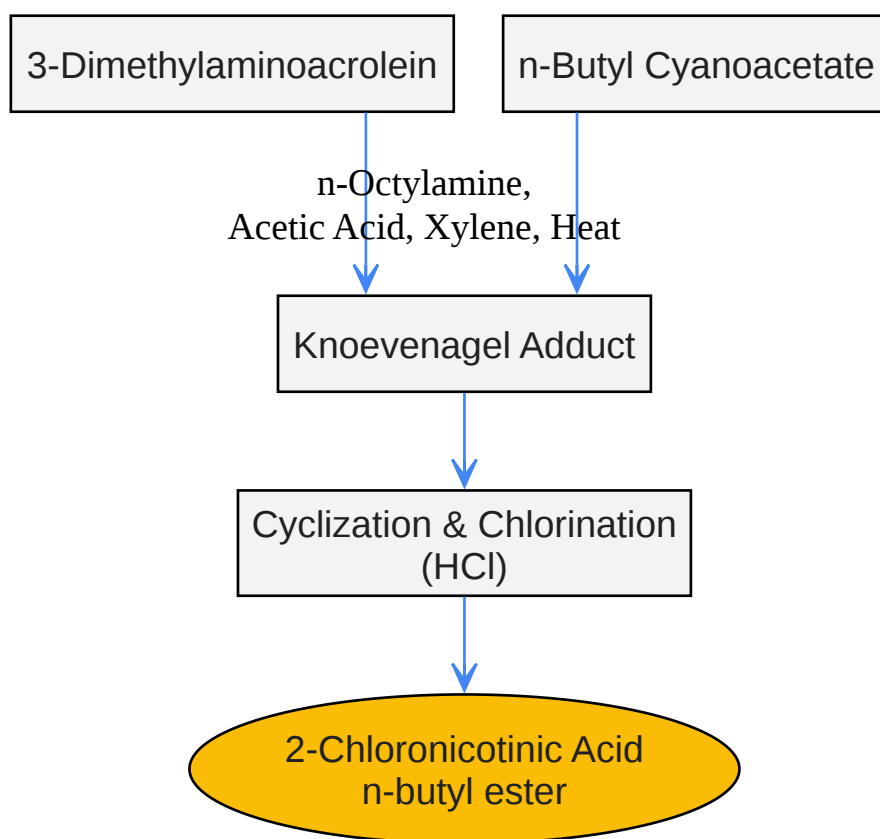 3-Dimethylaminoacrolein
n-Butyl Cyanoacetate
n-Octylamine,
Acetic Acid, Xylene, Heat
Knoevenagel Adduct
Cyclization & Chlorination
(HCl)
2-Chloronicotinic Acid
n-butyl ester